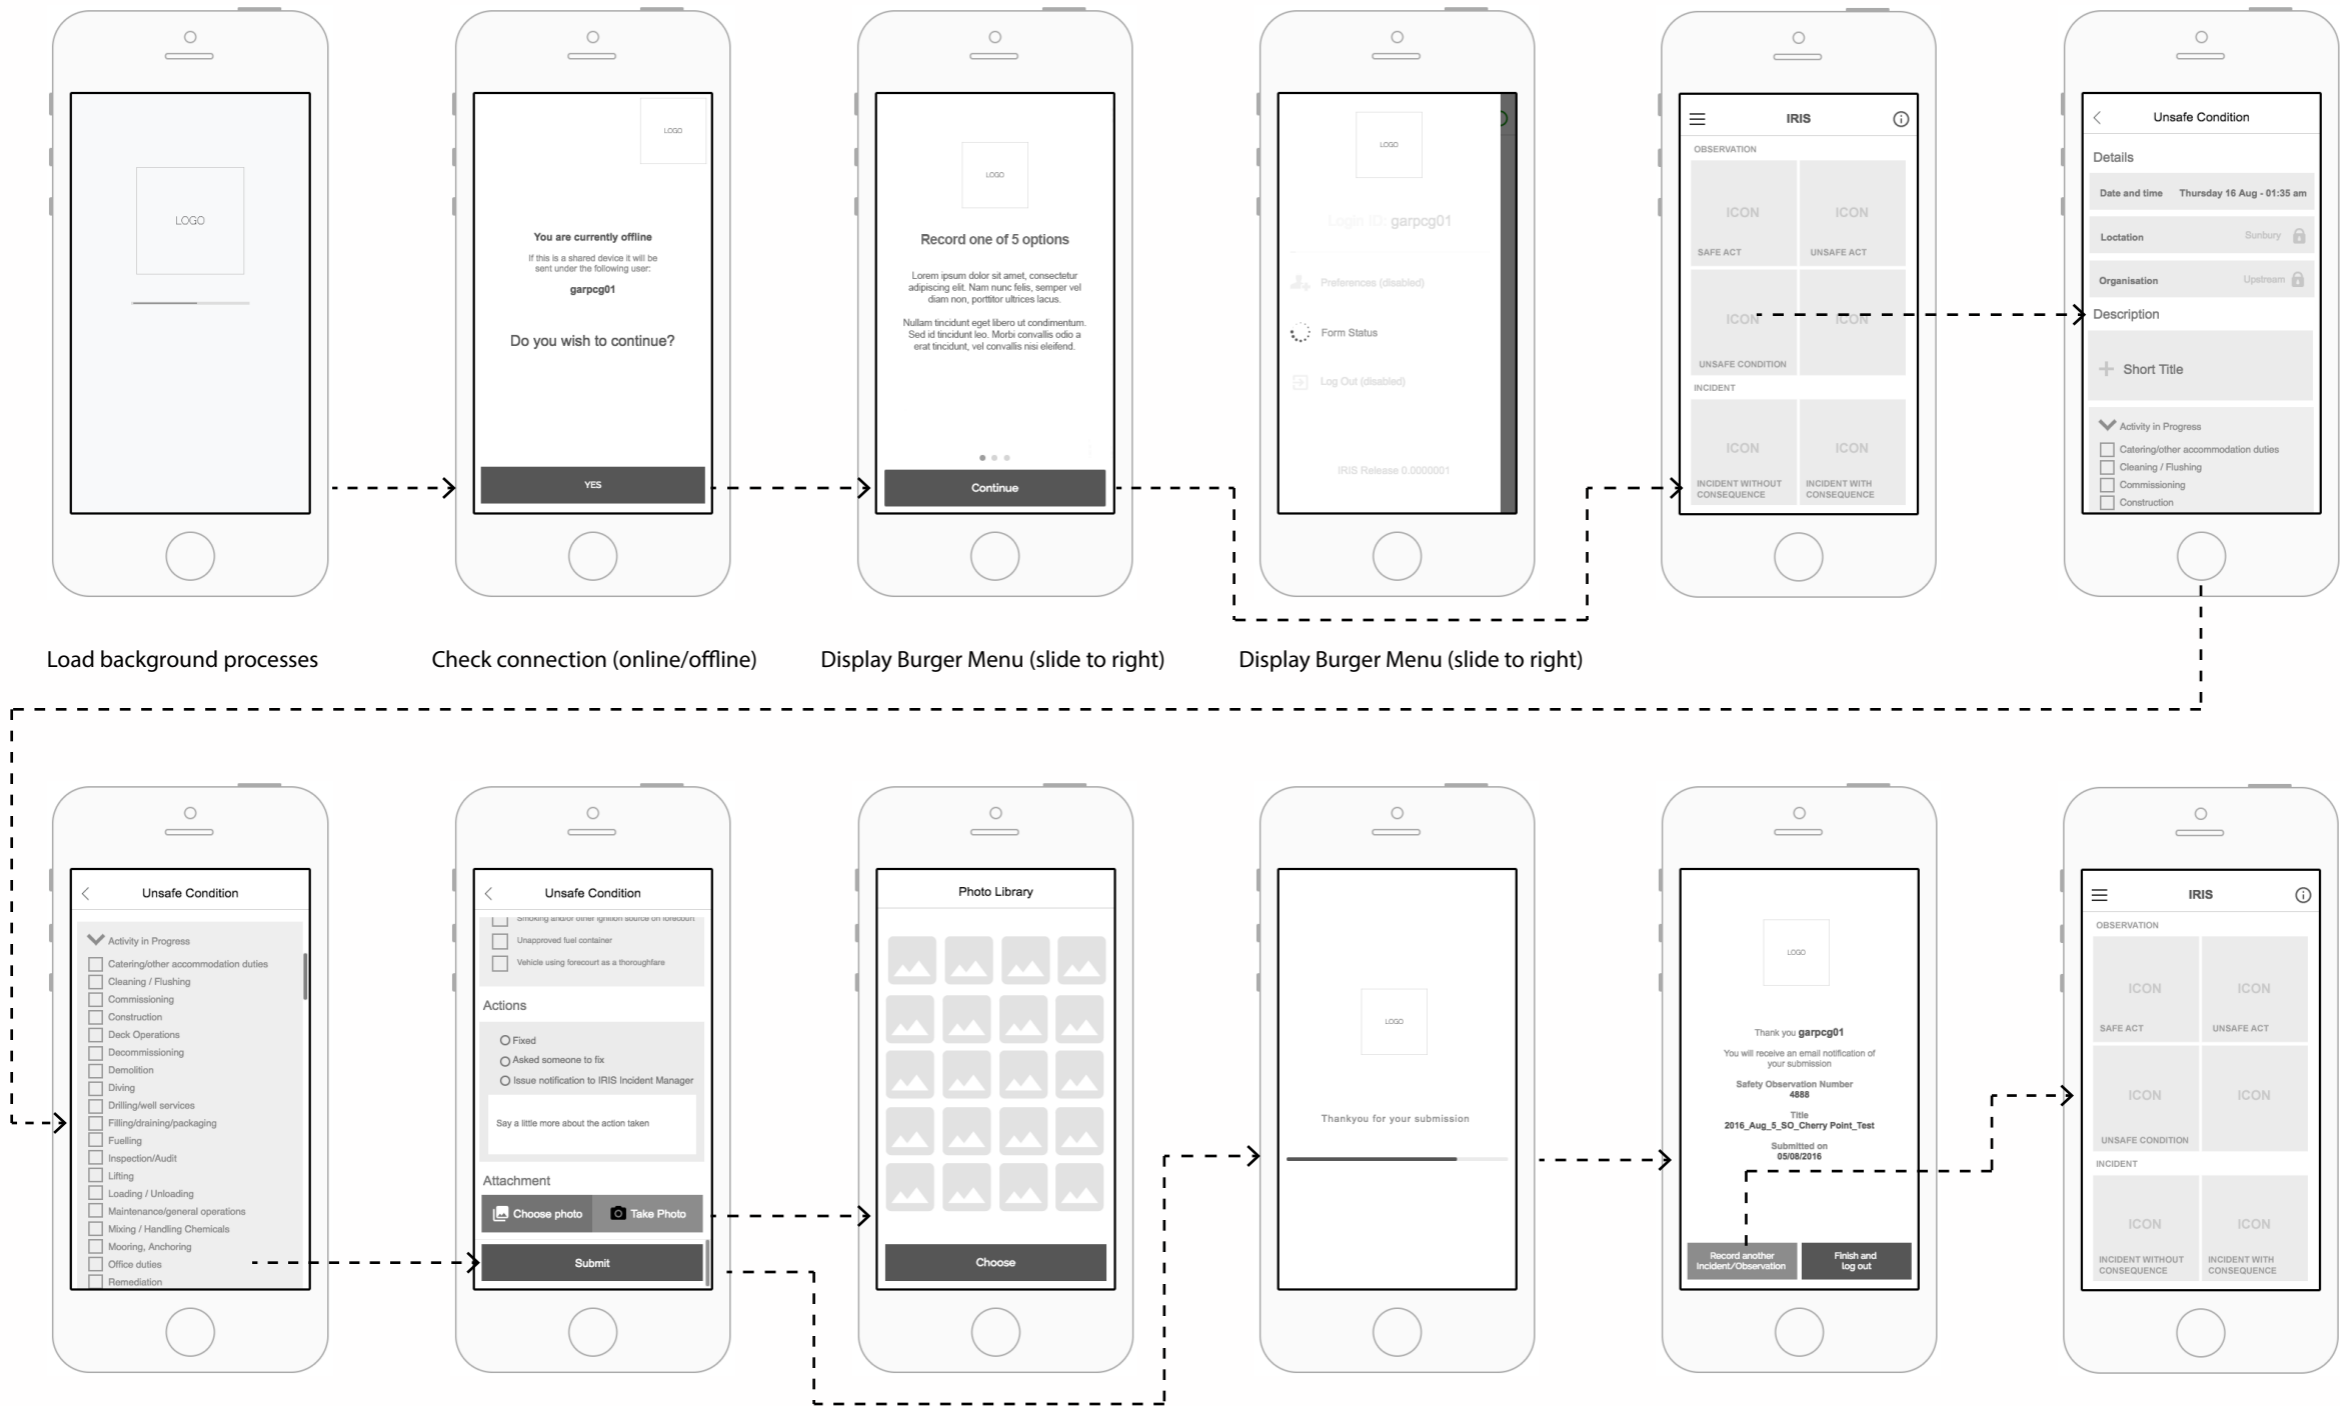 LOGO
LOGO
You are currently offline
If this is a shared device it will be
sent under the following user:
garpcg01
Do you wish to continue?
YES
LOGO
Record one of 5 options
Lorem ipsum dolor sit amet, consectetur
adipiscing elit. Nam nunc felis, semper vel
diam non, porttitor ultrices lacus.
Nullam tincidunt eget libero ut condimentum.
Sed id tincidunt leo. Morbi convallis odio a
erat tincidunt, vel convallis nisi eleifend.
Continue
LOGO
Login ID: garpcg01
Preferences (disabled)
Form Status
Log Out (disabled)
IRIS Release 0.0000001
IRIS
OBSERVATION
ICON
ICON
SAFE ACT
UNSAFE ACT
ICON
ICON
UNSAFE CONDITION
INCIDENT
ICON
ICON
INCIDENT WITHOUT
CONSEQUENCE
INCIDENT WITH
CONSEQUENCE
Unsafe Condition
Details
Date and time Thursday 16 Aug - 01:35 am
Loctation Sunbury
Organisation Upstream
Description
Short Title
Activity in Progress
Catering/other accommodation duties
Cleaning / Flushing
Commissioning
Construction
Load background processes
Check connection (online/offline)
Display Burger Menu (slide to right)
Display Burger Menu (slide to right)
Unsafe Condition
Activity in Progress
Catering/other accommodation duties
Cleaning / Flushing
Commissioning
Construction
Deck Operations
Decommissioning
Demolition
Diving
Drilling/well services
Filling/draining/packaging
Fuelling
Inspection/Audit
Lifting
Loading / Unloading
Maintenance/general operations
Mixing / Handling Chemicals
Mooring, Anchoring
Office duties
Remediation
Unsafe Condition
Smoking and/or other ignition source on forecourt
Unapproved fuel container
Vehicle using forecourt as a thoroughfare
Actions
Fixed
Asked someone to fix
Issue notification to IRIS Incident Manager
Say a little more about the action taken
Attachment
Choose photo
Take Photo
Submit
Photo Library
Choose
LOGO
Thankyou for your submission
LOGO
Thank you garpcg01
You will receive an email notification of
your submission
Safety Observation Number
4888
Title
2016_Aug_5_SO_Cherry Point_Test
Submitted on
05/08/2016
Record another
Incident/Observation
Finish and
log out
IRIS
OBSERVATION
ICON
ICON
SAFE ACT
UNSAFE ACT
ICON
ICON
UNSAFE CONDITION
INCIDENT
ICON
ICON
INCIDENT WITHOUT
CONSEQUENCE
INCIDENT WITH
CONSEQUENCE